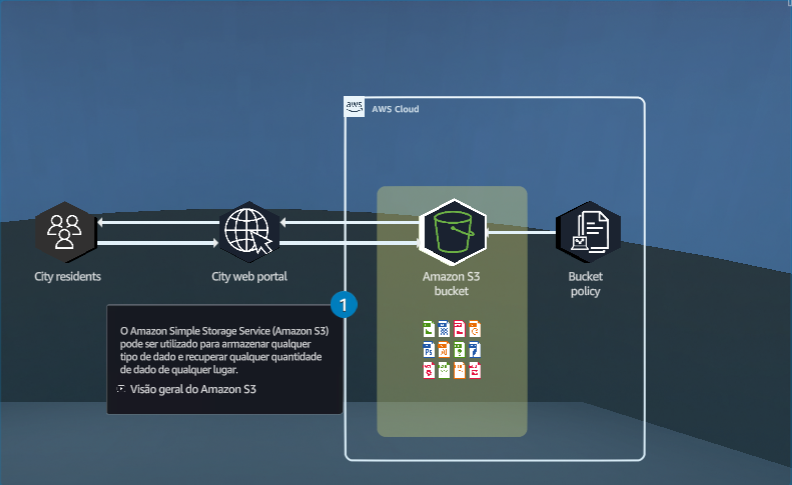 aws
AWS Cloud
City residents
City web portal
Amazon S3
bucket
Bucket
policy
1
O Amazon Simple Storage Service (Amazon S3)
pode ser utilizado para armazenar qualquer
tipo de dado e recuperar qualquer quantidade
de dado de qualquer lugar.
Visão geral do Amazon S3
Ps
Ai